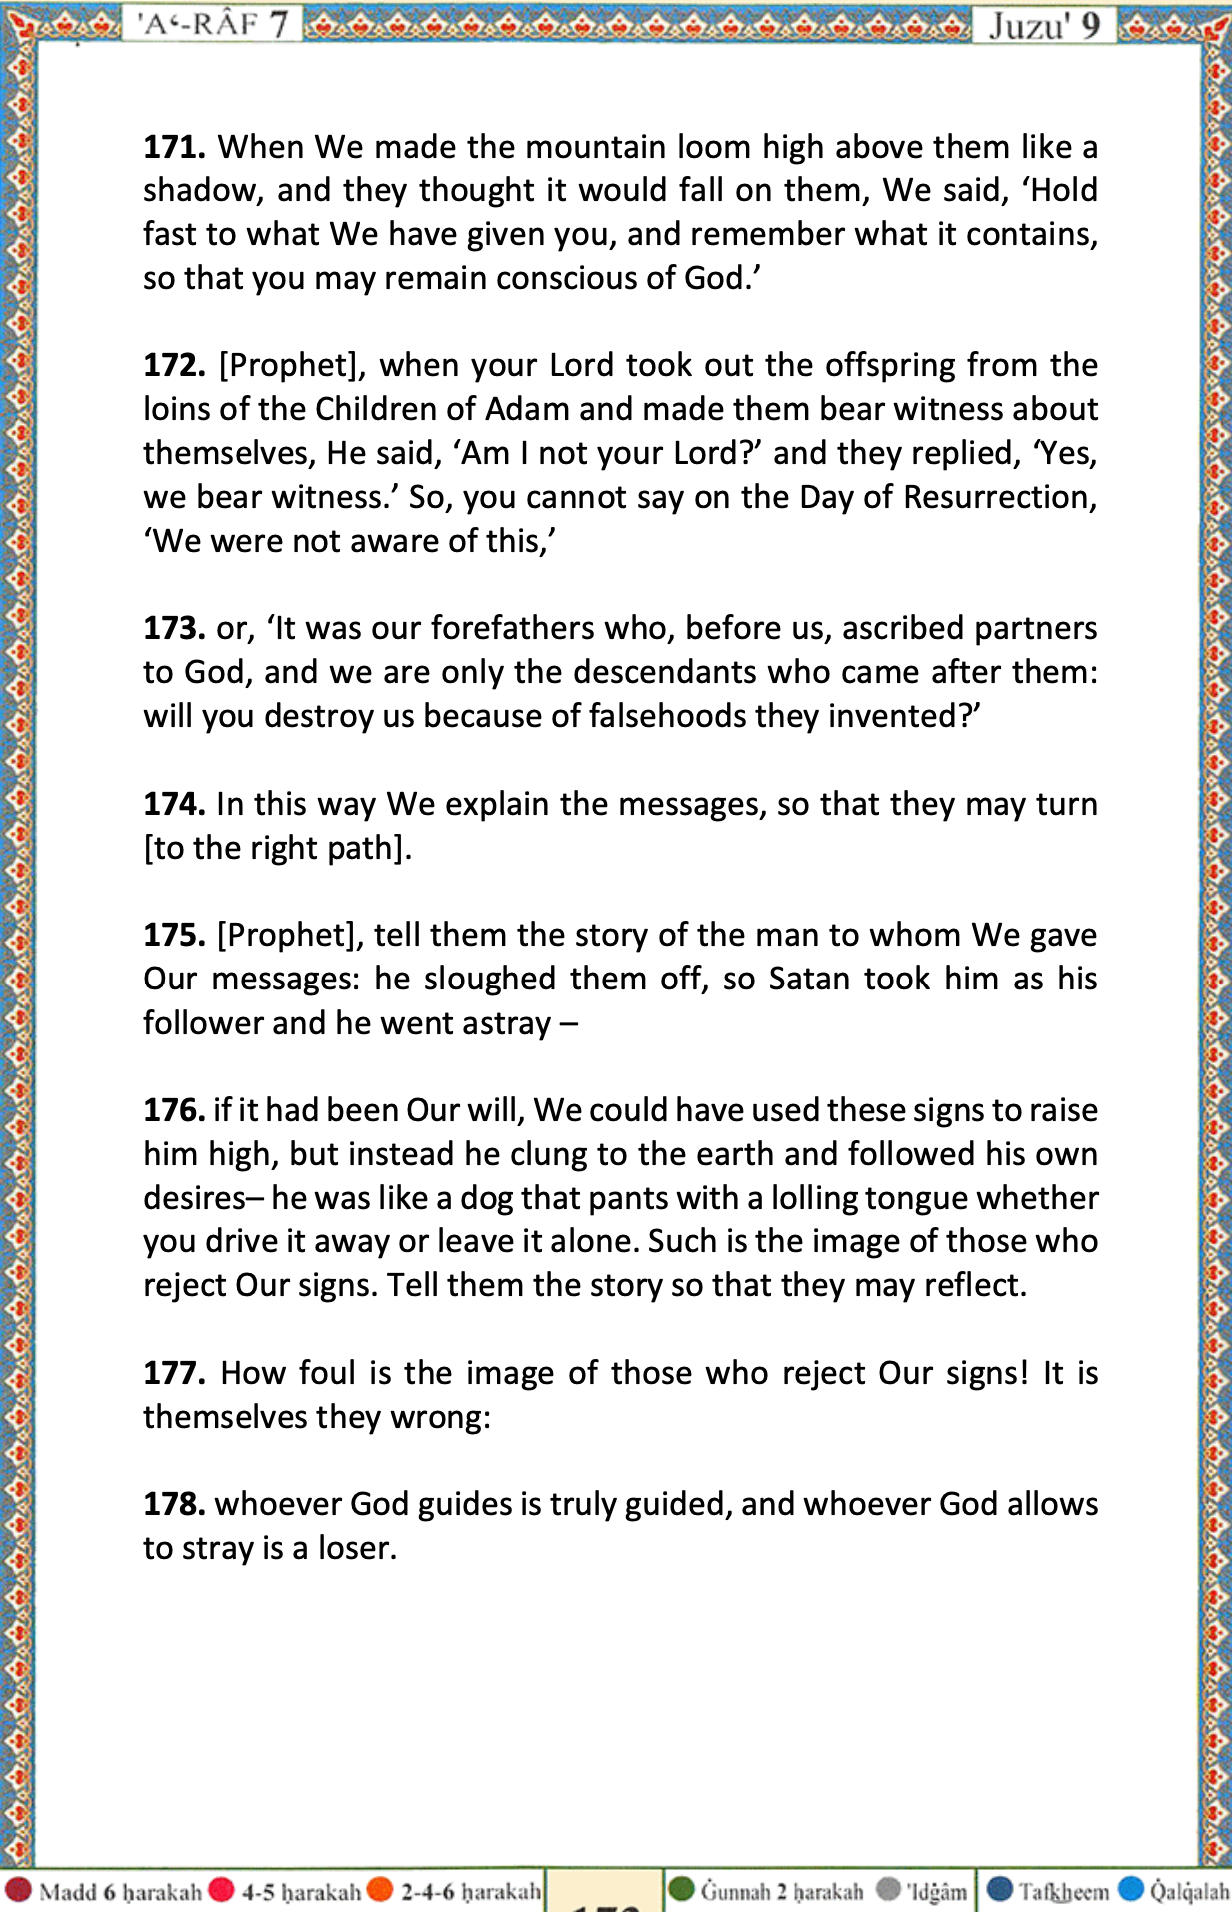 'Aʿ-RÂF 7
Juzu' 9
171. When We made the mountain loom high above them like a
shadow, and they thought it would fall on them, We said, ‘Hold
fast to what We have given you, and remember what it contains,
so that you may remain conscious of God.’
172. [Prophet], when your Lord took out the offspring from the
loins of the Children of Adam and made them bear witness about
themselves, He said, ‘Am I not your Lord?’ and they replied, ‘Yes,
we bear witness.’ So, you cannot say on the Day of Resurrection,
‘We were not aware of this,’
173. or, ‘It was our forefathers who, before us, ascribed partners
to God, and we are only the descendants who came after them:
will you destroy us because of falsehoods they invented?’
174. In this way We explain the messages, so that they may turn
[to the right path].
175. [Prophet], tell them the story of the man to whom We gave
Our messages: he sloughed them off, so Satan took him as his
follower and he went astray –
176. if it had been Our will, We could have used these signs to raise
him high, but instead he clung to the earth and followed his own
desires– he was like a dog that pants with a lolling tongue whether
you drive it away or leave it alone. Such is the image of those who
reject Our signs. Tell them the story so that they may reflect.
177. How foul is the image of those who reject Our signs! It is
themselves they wrong:
178. whoever God guides is truly guided, and whoever God allows
to stray is a loser.
Madd 6 ḥarakah 4-5 ḥarakah 2-4-6 ḥarakah Ġunnah 2 ḥarakah 'Idġâm Tafkheem Q̇alq̇alah